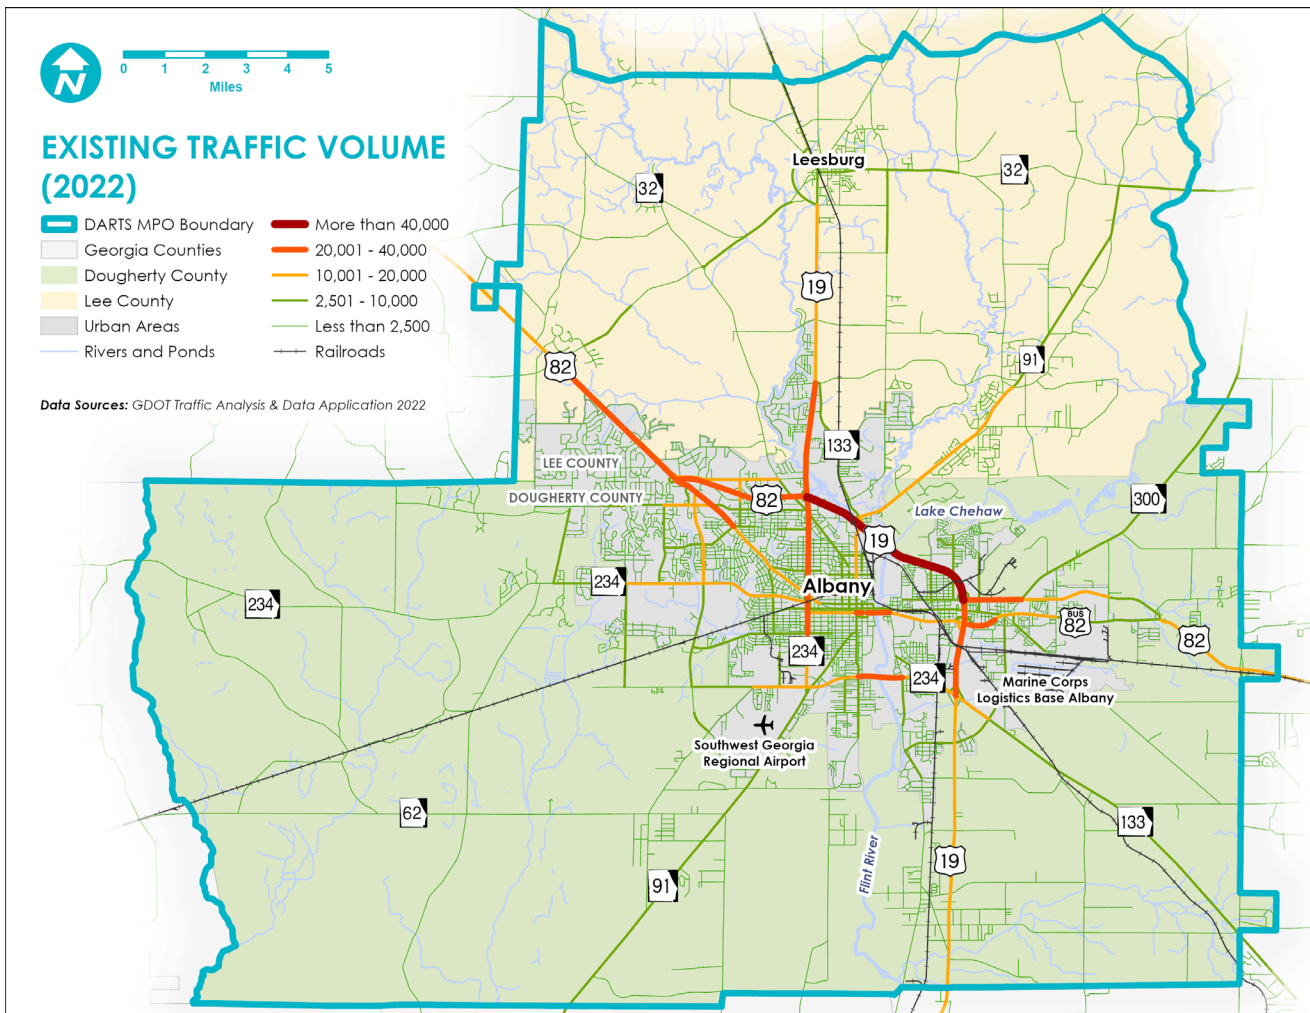 N
0 1 2 3 4 5
Miles
EXISTING TRAFFIC VOLUME
(2022)
DARTS MPO Boundary
Georgia Counties
Dougherty County
Lee County
Urban Areas
Rivers and Ponds
More than 40,000
20,001 - 40,000
10,001 - 20,000
2,501 - 10,000
Less than 2,500
Railroads
Data Sources: GDOT Traffic Analysis & Data Application 2022
Leesburg
32
32
19
91
82
133
LEE COUNTY
DOUGHERTY COUNTY
82
300
Lake Chehaw
19
234
234
Albany
BUS
82
82
234
234
Marine Corps
Logistics Base Albany
Southwest Georgia
Regional Airport
62
133
Flint River
19
91